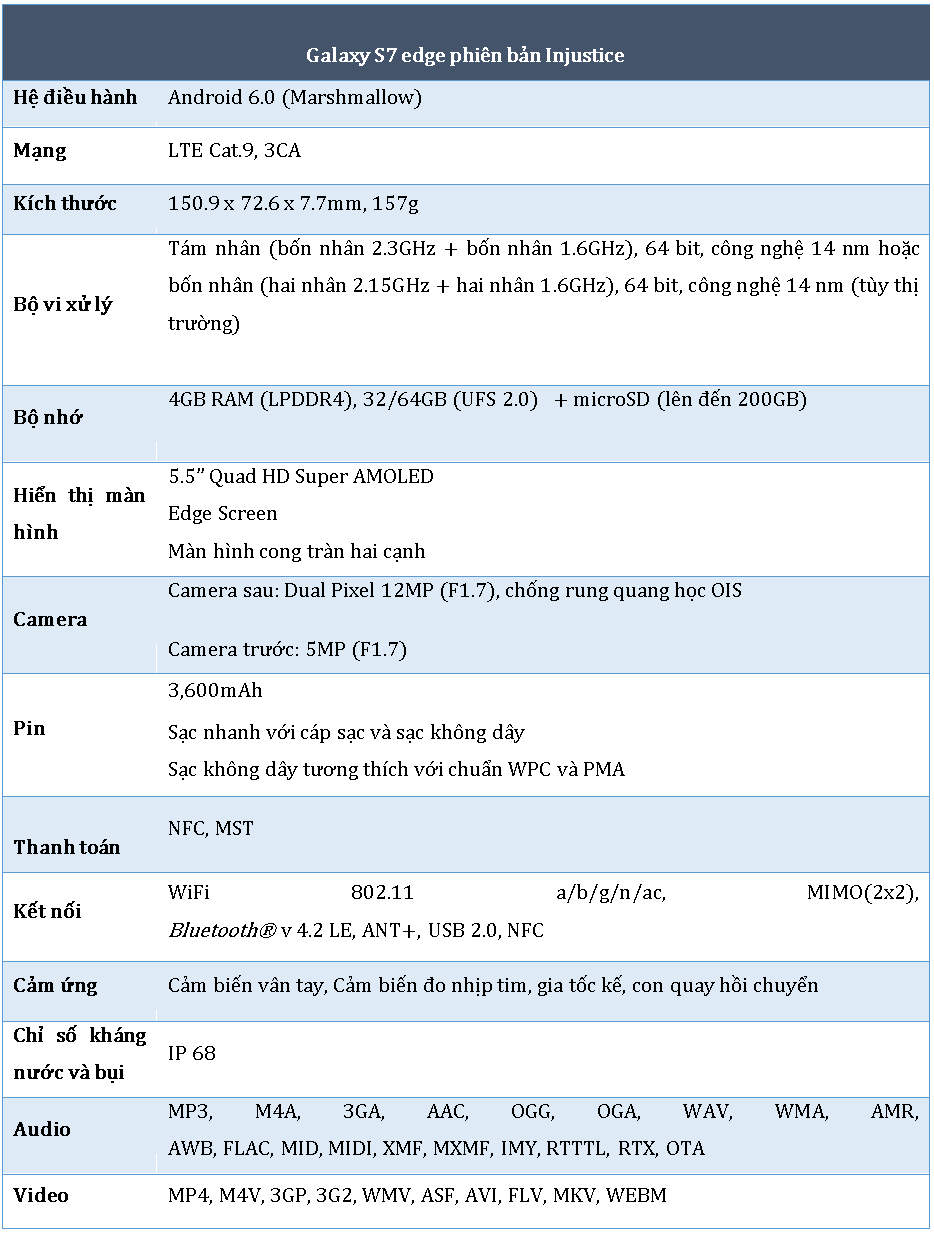 Galaxy S7 edge phiên bản Injustice
Hệ điều hành Android 6.0 (Marshmallow)
Mạng LTE Cat.9, 3CA
Kích thước 150.9 x 72.6 x 7.7mm, 157g
Bộ vi xử lý
Tám nhân (bốn nhân 2.3GHz + bốn nhân 1.6GHz), 64 bit, công nghệ 14 nm hoặc
bốn nhân (hai nhân 2.15GHz + hai nhân 1.6GHz), 64 bit, công nghệ 14 nm (tùy thị
trường)
Bộ nhớ
4GB RAM (LPDDR4), 32/64GB (UFS 2.0) + microSD (lên đến 200GB)
Hiển thị màn
hình
5.5” Quad HD Super AMOLED
Edge Screen
Màn hình cong tràn hai cạnh
Camera
Camera sau: Dual Pixel 12MP (F1.7), chống rung quang học OIS
Camera trước: 5MP (F1.7)
Pin
3,600mAh
Sạc nhanh với cáp sạc và sạc không dây
Sạc không dây tương thích với chuẩn WPC và PMA
Thanh toán
NFC, MST
Kết nối
WiFi 802.11 a/b/g/n/ac, MIMO(2x2),
Bluetooth® v 4.2 LE, ANT+, USB 2.0, NFC
Cảm ứng Cảm biến vân tay, Cảm biến đo nhịp tim, gia tốc kế, con quay hồi chuyển
Chỉ số kháng
nước và bụi
IP 68
Audio
MP3, M4A, 3GA, AAC, OGG, OGA, WAV, WMA, AMR,
AWB, FLAC, MID, MIDI, XMF, MXMF, IMY, RTTTL, RTX, OTA
Video MP4, M4V, 3GP, 3G2, WMV, ASF, AVI, FLV, MKV, WEBM